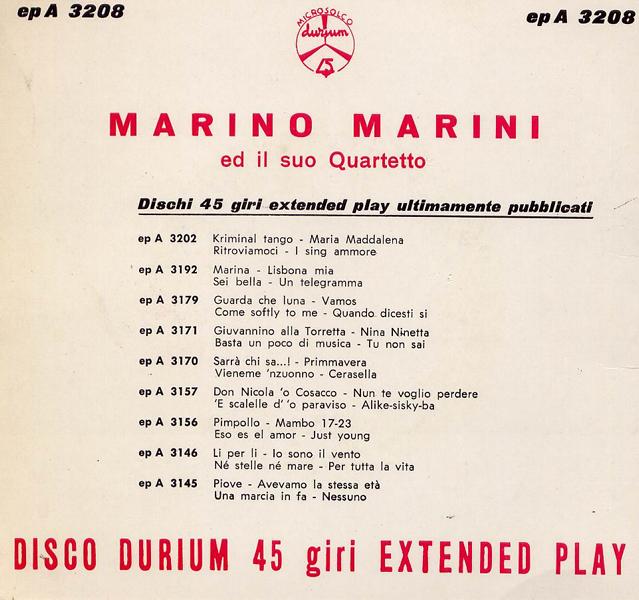 ep A 3208
ep A 3208
MICROSOLCO
durium
45
MARINO MARINI
ed il suo Quartetto
Dischi 45 giri extended play ultimamente pubblicati
ep A 3202 Kriminal tango - Maria Maddalena
Ritroviamoci - I sing ammore
ep A 3192 Marina - Lisbona mia
Sei bella - Un telegramma
ep A 3179 Guarda che luna - Vamos
Come softly to me - Quando dicesti si
ep A 3171 Giuvannino alla Torretta - Nina Ninetta
Basta un poco di musica - Tu non sai
ep A 3170 Sarrà chi sa...! - Primmavera
Vieneme 'nzuonno - Cerasella
ep A 3157 Don Nicola 'o Cosacco - Nun te voglio perdere
'E scalelle d' 'o paraviso - Alike-sisky-ba
ep A 3156 Pimpollo - Mambo 17-23
Eso es el amor - Just young
ep A 3146 Li per li - Io sono il vento
Né stelle né mare - Per tutta la vita
ep A 3145 Piove - Avevamo la stessa età
Una marcia in fa - Nessuno
DISCO DURIUM 45 giri EXTENDED PLAY